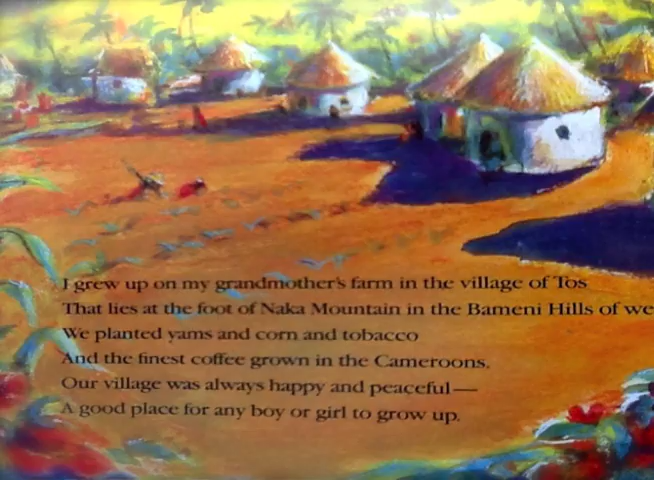 I grew up on my grandmother's farm in the village of Tos
That lies at the foot of Naka Mountain in the Bameni Hills of we
We planted yams and corn and tobacco
And the finest coffee grown in the Cameroons.
Our village was always happy and peaceful—
A good place for any boy or girl to grow up.